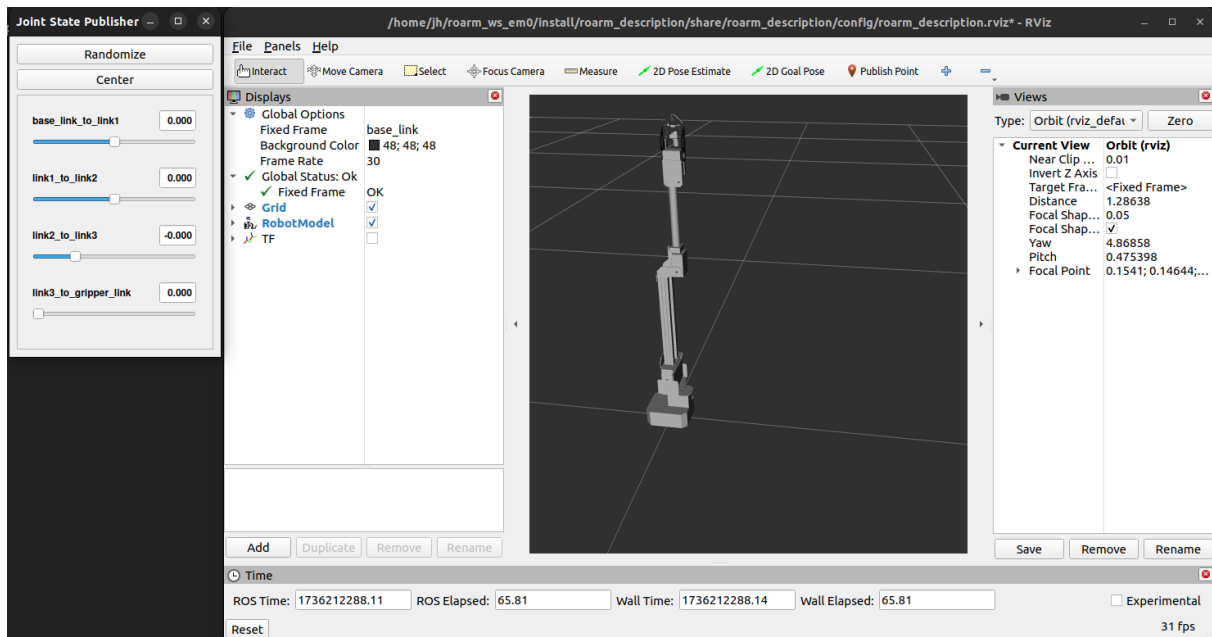 Joint State Publisher
Randomize
Center
base_link_to_link1 0.000
link1_to_link2 0.000
link2_to_link3 -0.000
link3_to_gripper_link 0.000
/home/jh/roarm_ws_em0/install/roarm_description/share/roarm_description/config/roarm_description.rviz* - RViz
File Panels Help
Interact Move Camera Select Focus Camera Measure 2D Pose Estimate 2D Goal Pose Publish Point
Displays
Global Options
Fixed Frame base_link
Background Color 48; 48; 48
Frame Rate 30
Global Status: Ok
Fixed Frame OK
Grid
RobotModel
TF
Add Duplicate Remove Rename
Views
Type: Orbit (rviz_defau Zero
Current View Orbit (rviz)
Near Clip ... 0.01
Invert Z Axis
Target Fra... <Fixed Frame>
Distance 1.28638
Focal Shap... 0.05
Focal Shap...
Yaw 4.86858
Pitch 0.475398
Focal Point 0.1541; 0.14644;...
Save Remove Rename
Time
ROS Time: 1736212288.11 ROS Elapsed: 65.81 Wall Time: 1736212288.14 Wall Elapsed: 65.81 Experimental
Reset 31 fps